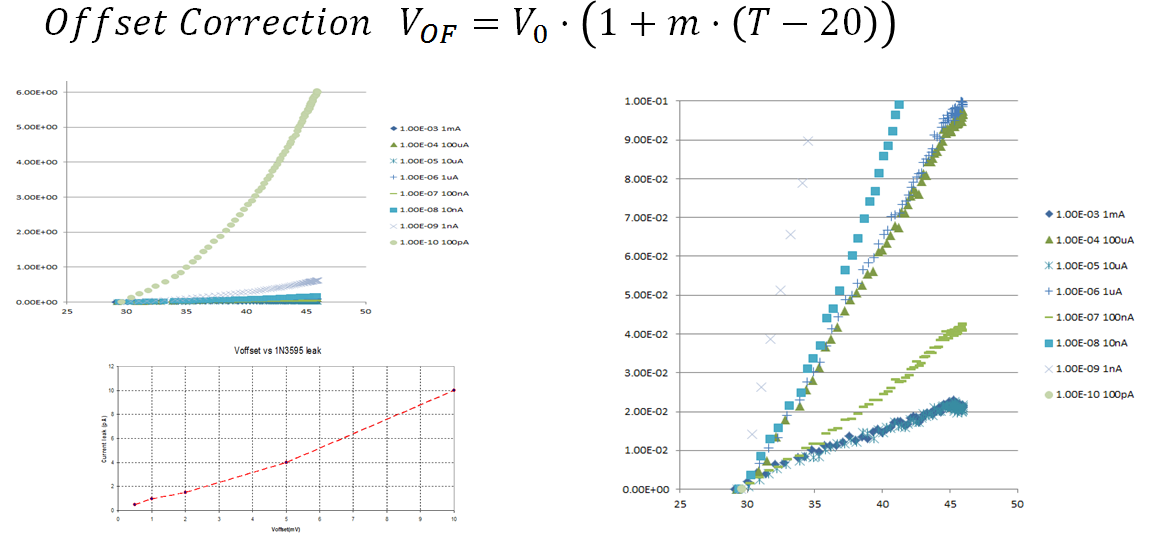 Offset Correction V_OF = V_0 · (1 + m · (T − 20))
6.00E+00
5.00E+00
4.00E+00
3.00E+00
2.00E+00
1.00E+00
0.00E+00
25 30 35 40 45 50
1.00E-03 1mA
1.00E-04 100uA
1.00E-05 10uA
1.00E-06 1uA
1.00E-07 100nA
1.00E-08 10nA
1.00E-09 1nA
1.00E-10 100pA
Voffset vs 1N3595 leak
Current leak (pA)
12
10
8
6
4
2
0
0 1 2 3 4 5 6 7 8 9 10
Voffset(mV)
1.00E-01
9.00E-02
8.00E-02
7.00E-02
6.00E-02
5.00E-02
4.00E-02
3.00E-02
2.00E-02
1.00E-02
0.00E+00
25 30 35 40 45 50
1.00E-03 1mA
1.00E-04 100uA
1.00E-05 10uA
1.00E-06 1uA
1.00E-07 100nA
1.00E-08 10nA
1.00E-09 1nA
1.00E-10 100pA